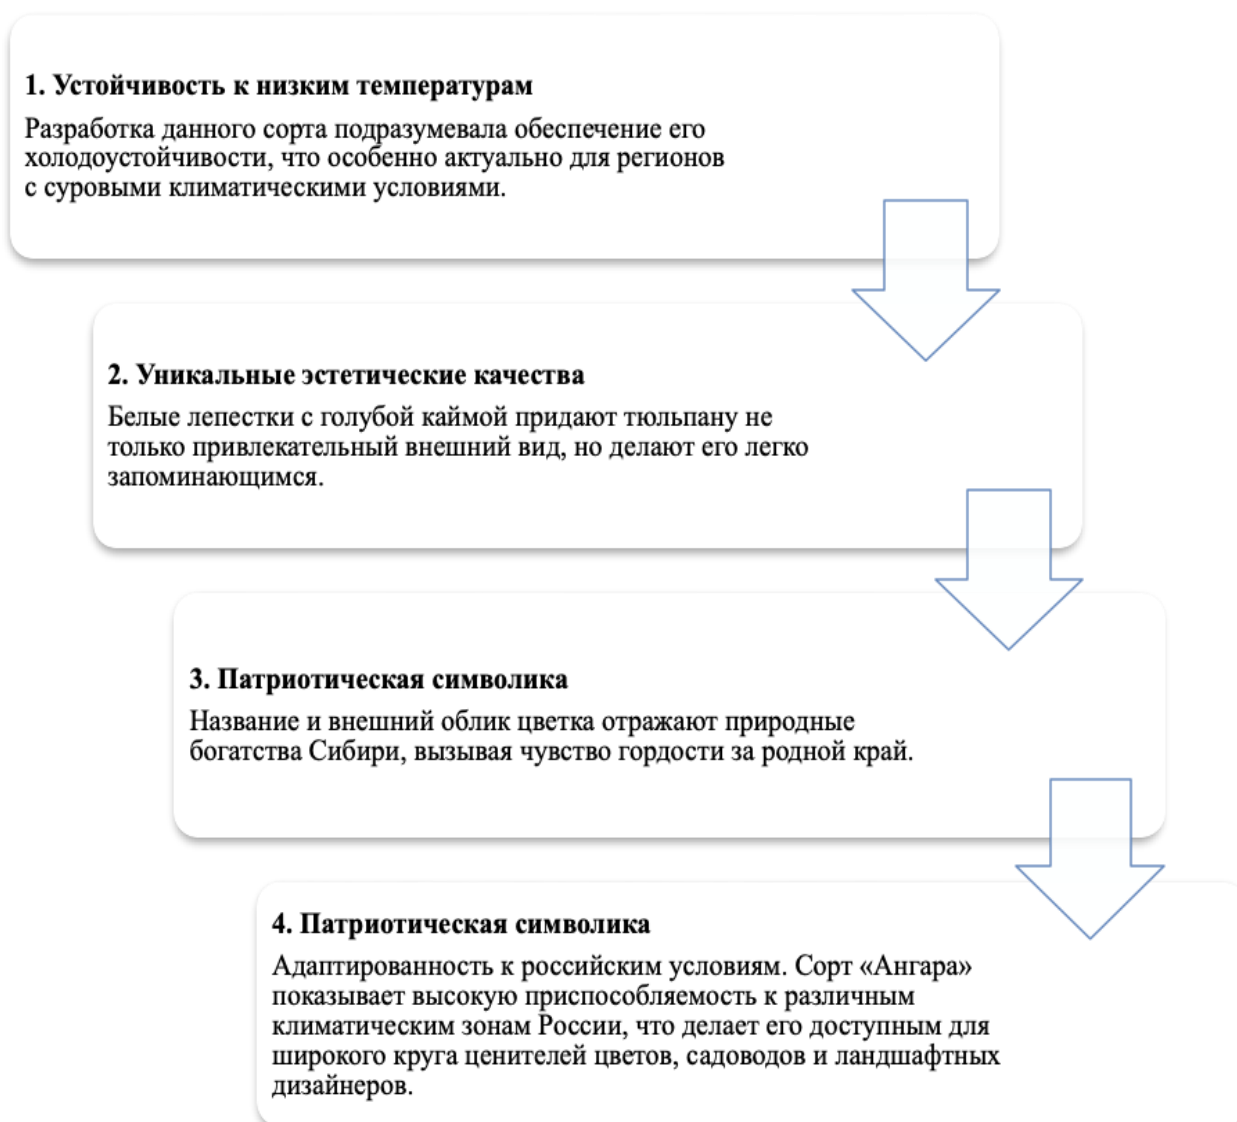 1. Устойчивость к низким температурам
Разработка данного сорта подразумевала обеспечение его
холодоустойчивости, что особенно актуально для регионов
с суровыми климатическими условиями.
2. Уникальные эстетические качества
Белые лепестки с голубой каймой придают тюльпану не
только привлекательный внешний вид, но делают его легко
запоминающимся.
3. Патриотическая символика
Название и внешний облик цветка отражают природные
богатства Сибири, вызывая чувство гордости за родной край.
4. Патриотическая символика
Адаптированность к российским условиям. Сорт «Ангара»
показывает высокую приспособляемость к различным
климатическим зонам России, что делает его доступным для
широкого круга ценителей цветов, садоводов и ландшафтных
дизайнеров.